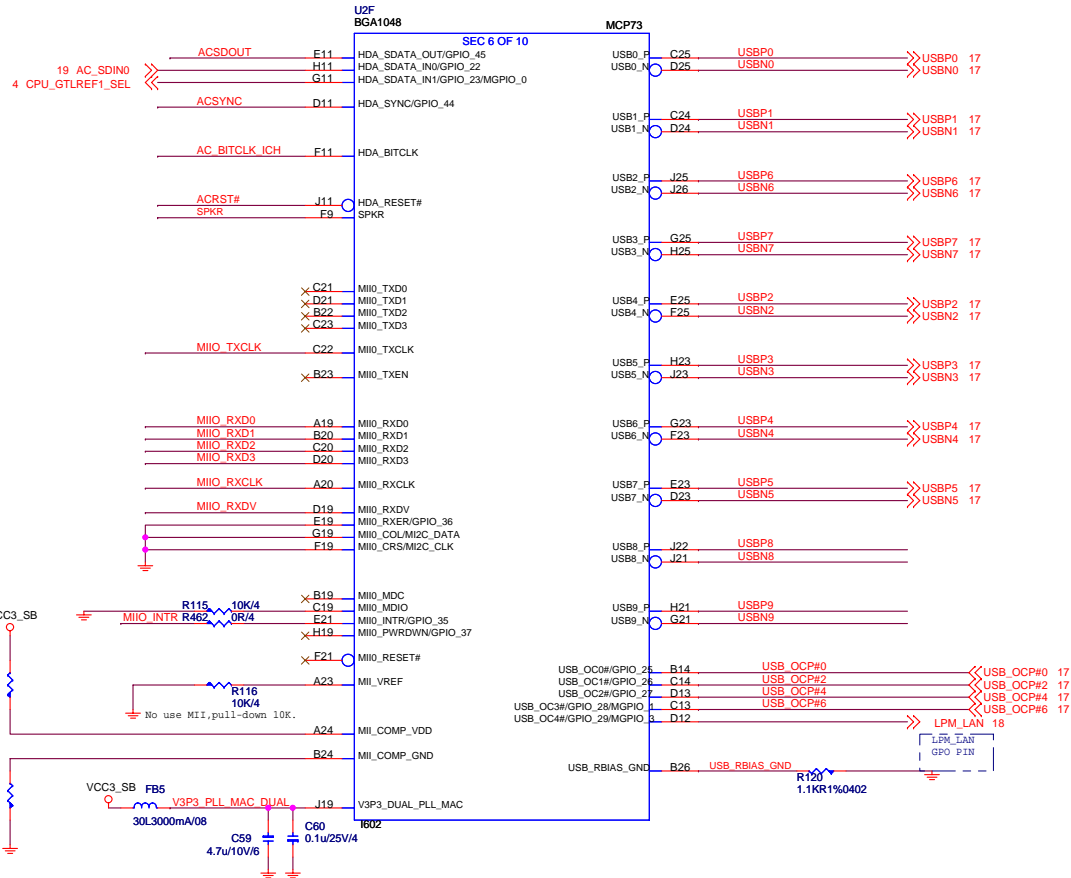 U2F
BGA1048
MCP73
SEC 6 OF 10
ACSDOUT E11 HDA_SDATA_OUT/GPIO_45
19 AC_SDIN0 H11 HDA_SDATA_IN0/GPIO_22
4 CPU_GTLREF1_SEL G11 HDA_SDATA_IN1/GPIO_23/MGPIO_0
ACSYNC D11 HDA_SYNC/GPIO_44
AC_BITCLK_ICH F11 HDA_BITCLK
ACRST# J11 HDA_RESET#
SPKR F9 SPKR
C21 MII0_TXD0
D21 MII0_TXD1
B22 MII0_TXD2
C23 MII0_TXD3
MIIO_TXCLK C22 MII0_TXCLK
B23 MII0_TXEN
MIIO_RXD0 A19 MII0_RXD0
MIIO_RXD1 B20 MII0_RXD1
MIIO_RXD2 C20 MII0_RXD2
MIIO_RXD3 D20 MII0_RXD3
MIIO_RXCLK A20 MII0_RXCLK
MIIO_RXDV D19 MII0_RXDV
E19 MII0_RXER/GPIO_36
G19 MII0_COL/MI2C_DATA
F19 MII0_CRS/MI2C_CLK
B19 MII0_MDC
R115 10K/4 C19 MII0_MDIO
MIIO_INTR R462 0R/4 E21 MII0_INTR/GPIO_35
H19 MII0_PWRDWN/GPIO_37
CC3_SB
F21 MII0_RESET#
A23 MII_VREF
R116
10K/4
No use MII,pull-down 10K.
A24 MII_COMP_VDD
B24 MII_COMP_GND
VCC3_SB FB5
V3P3_PLL_MAC_DUAL J19 V3P3_DUAL_PLL_MAC
30L3000mA/08
C59
4.7u/10V/6
C60
0.1u/25V/4
I602
USB0_P C25 USBP0 USBP0 17
USB0_N D25 USBN0 USBN0 17
USB1_P C24 USBP1 USBP1 17
USB1_N D24 USBN1 USBN1 17
USB2_P J25 USBP6 USBP6 17
USB2_N J26 USBN6 USBN6 17
USB3_P G25 USBP7 USBP7 17
USB3_N H25 USBN7 USBN7 17
USB4_P E25 USBP2 USBP2 17
USB4_N F25 USBN2 USBN2 17
USB5_P H23 USBP3 USBP3 17
USB5_N J23 USBN3 USBN3 17
USB6_P G23 USBP4 USBP4 17
USB6_N F23 USBN4 USBN4 17
USB7_P E23 USBP5 USBP5 17
USB7_N D23 USBN5 USBN5 17
USB8_P J22 USBP8
USB8_N J21 USBN8
USB9_P H21 USBP9
USB9_N G21 USBN9
USB_OC0#/GPIO_25 B14 USB_OCP#0 USB_OCP#0 17
USB_OC1#/GPIO_26 C14 USB_OCP#2 USB_OCP#2 17
USB_OC2#/GPIO_27 D13 USB_OCP#4 USB_OCP#4 17
USB_OC3#/GPIO_28/MGPIO_1 C13 USB_OCP#6 USB_OCP#6 17
USB_OC4#/GPIO_29/MGPIO_3 D12 LPM_LAN 18
LPM_LAN
GPO PIN
USB_RBIAS_GND B26 USB_RBIAS_GND
R120
1.1KR1%0402